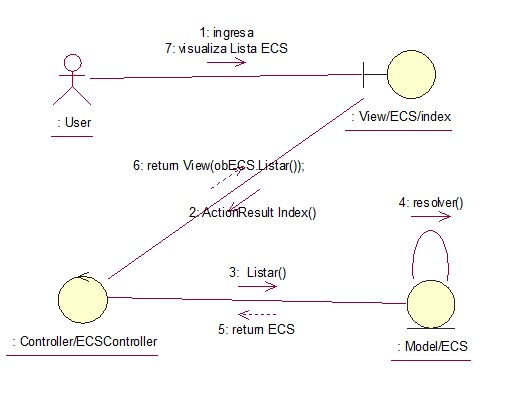 1: ingresa
7: visualiza Lista ECS
: User
: View/ECS/index
6: return View(obECS.Listar());
2: ActionResult Index()
4: resolver()
3: Listar()
5: return ECS
: Controller/ECSController
: Model/ECS